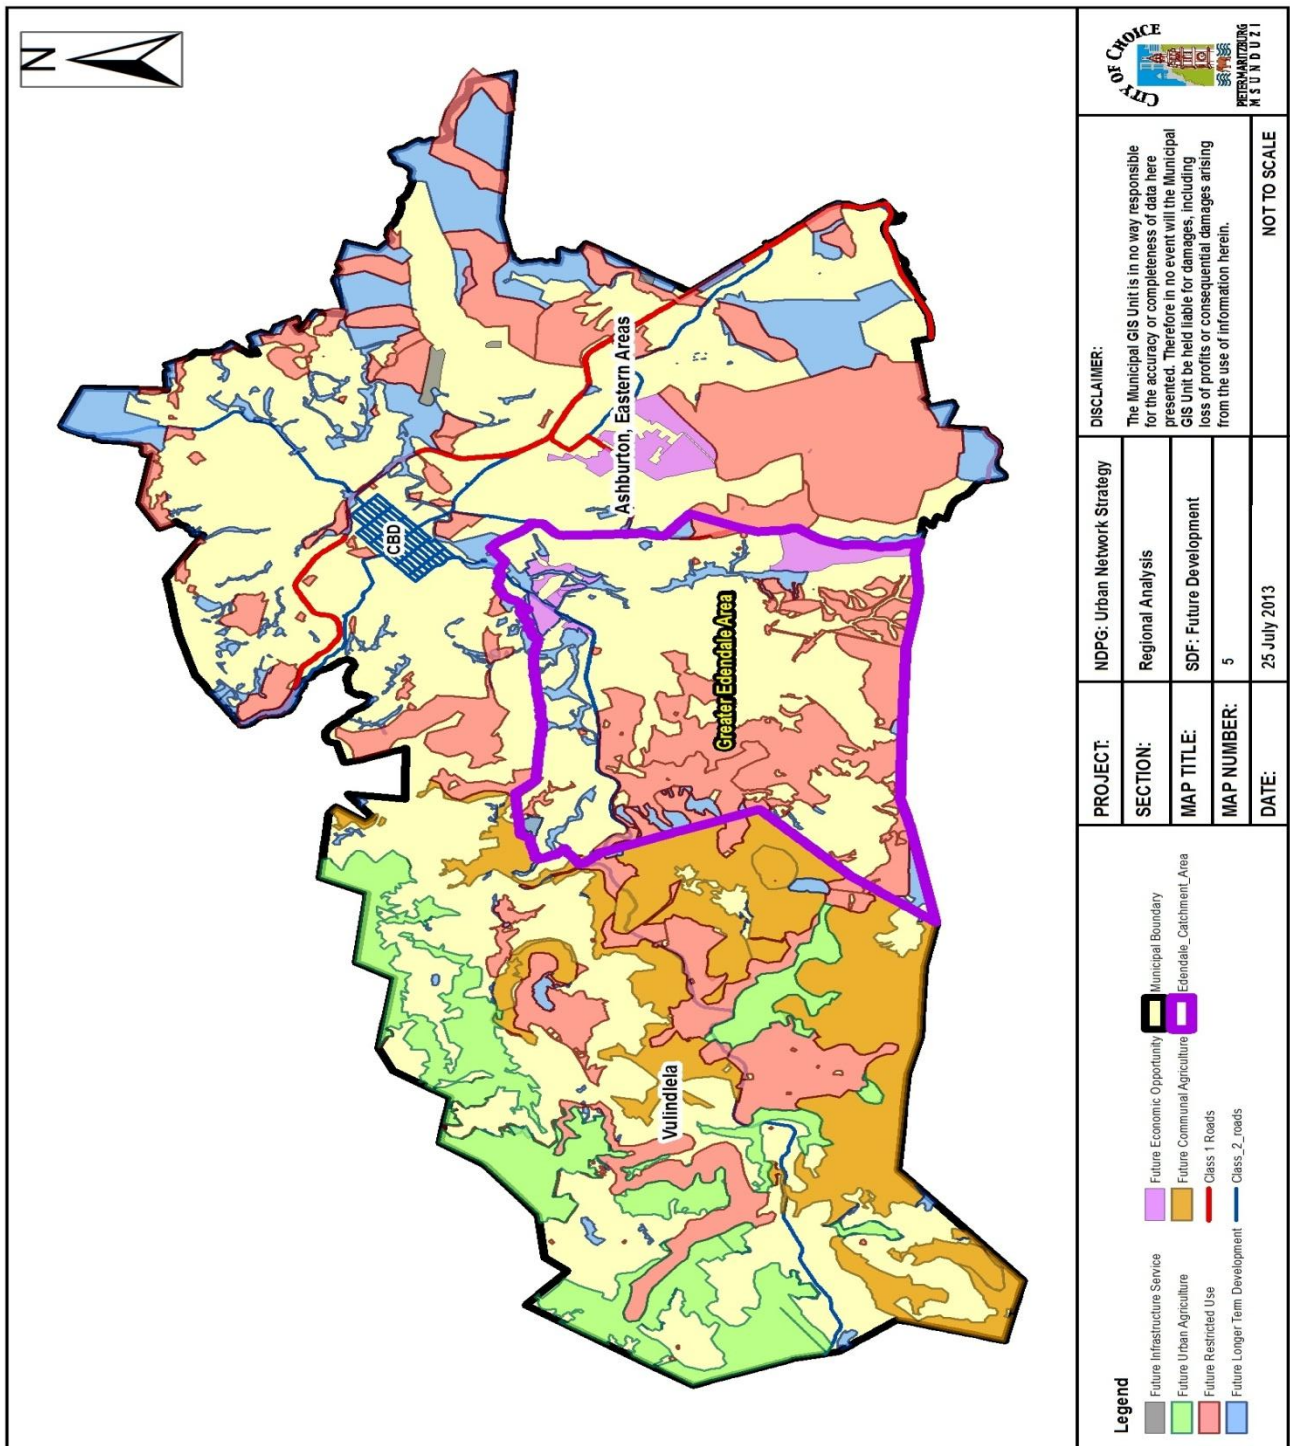 N
CBD
Ashburton, Eastern Areas
Greater Edendale Area
Vulindlela
Legend
Future Infrastructure Service
Future Urban Agriculture
Future Restricted Use
Future Longer Term Development
Future Economic Opportunity
Future Communal Agriculture
Class 1 Roads
Class_2_roads
Municipal Boundary
Edendale_Catchment_Area
PROJECT: NDPG: Urban Network Strategy
SECTION: Regional Analysis
MAP TITLE: SDF: Future Development
MAP NUMBER: 5
DATE: 25 July 2013
DISCLAIMER:
The Municipal GIS Unit is in no way responsible
for the accuracy or completeness of data here
presented. Therefore in no event will the Municipal
GIS Unit be held liable for damages, including
loss of profits or consequential damages arising
from the use of information herein.
NOT TO SCALE
CITY OF CHOICE
PIETERMARITZBURG
MSUNDUZI